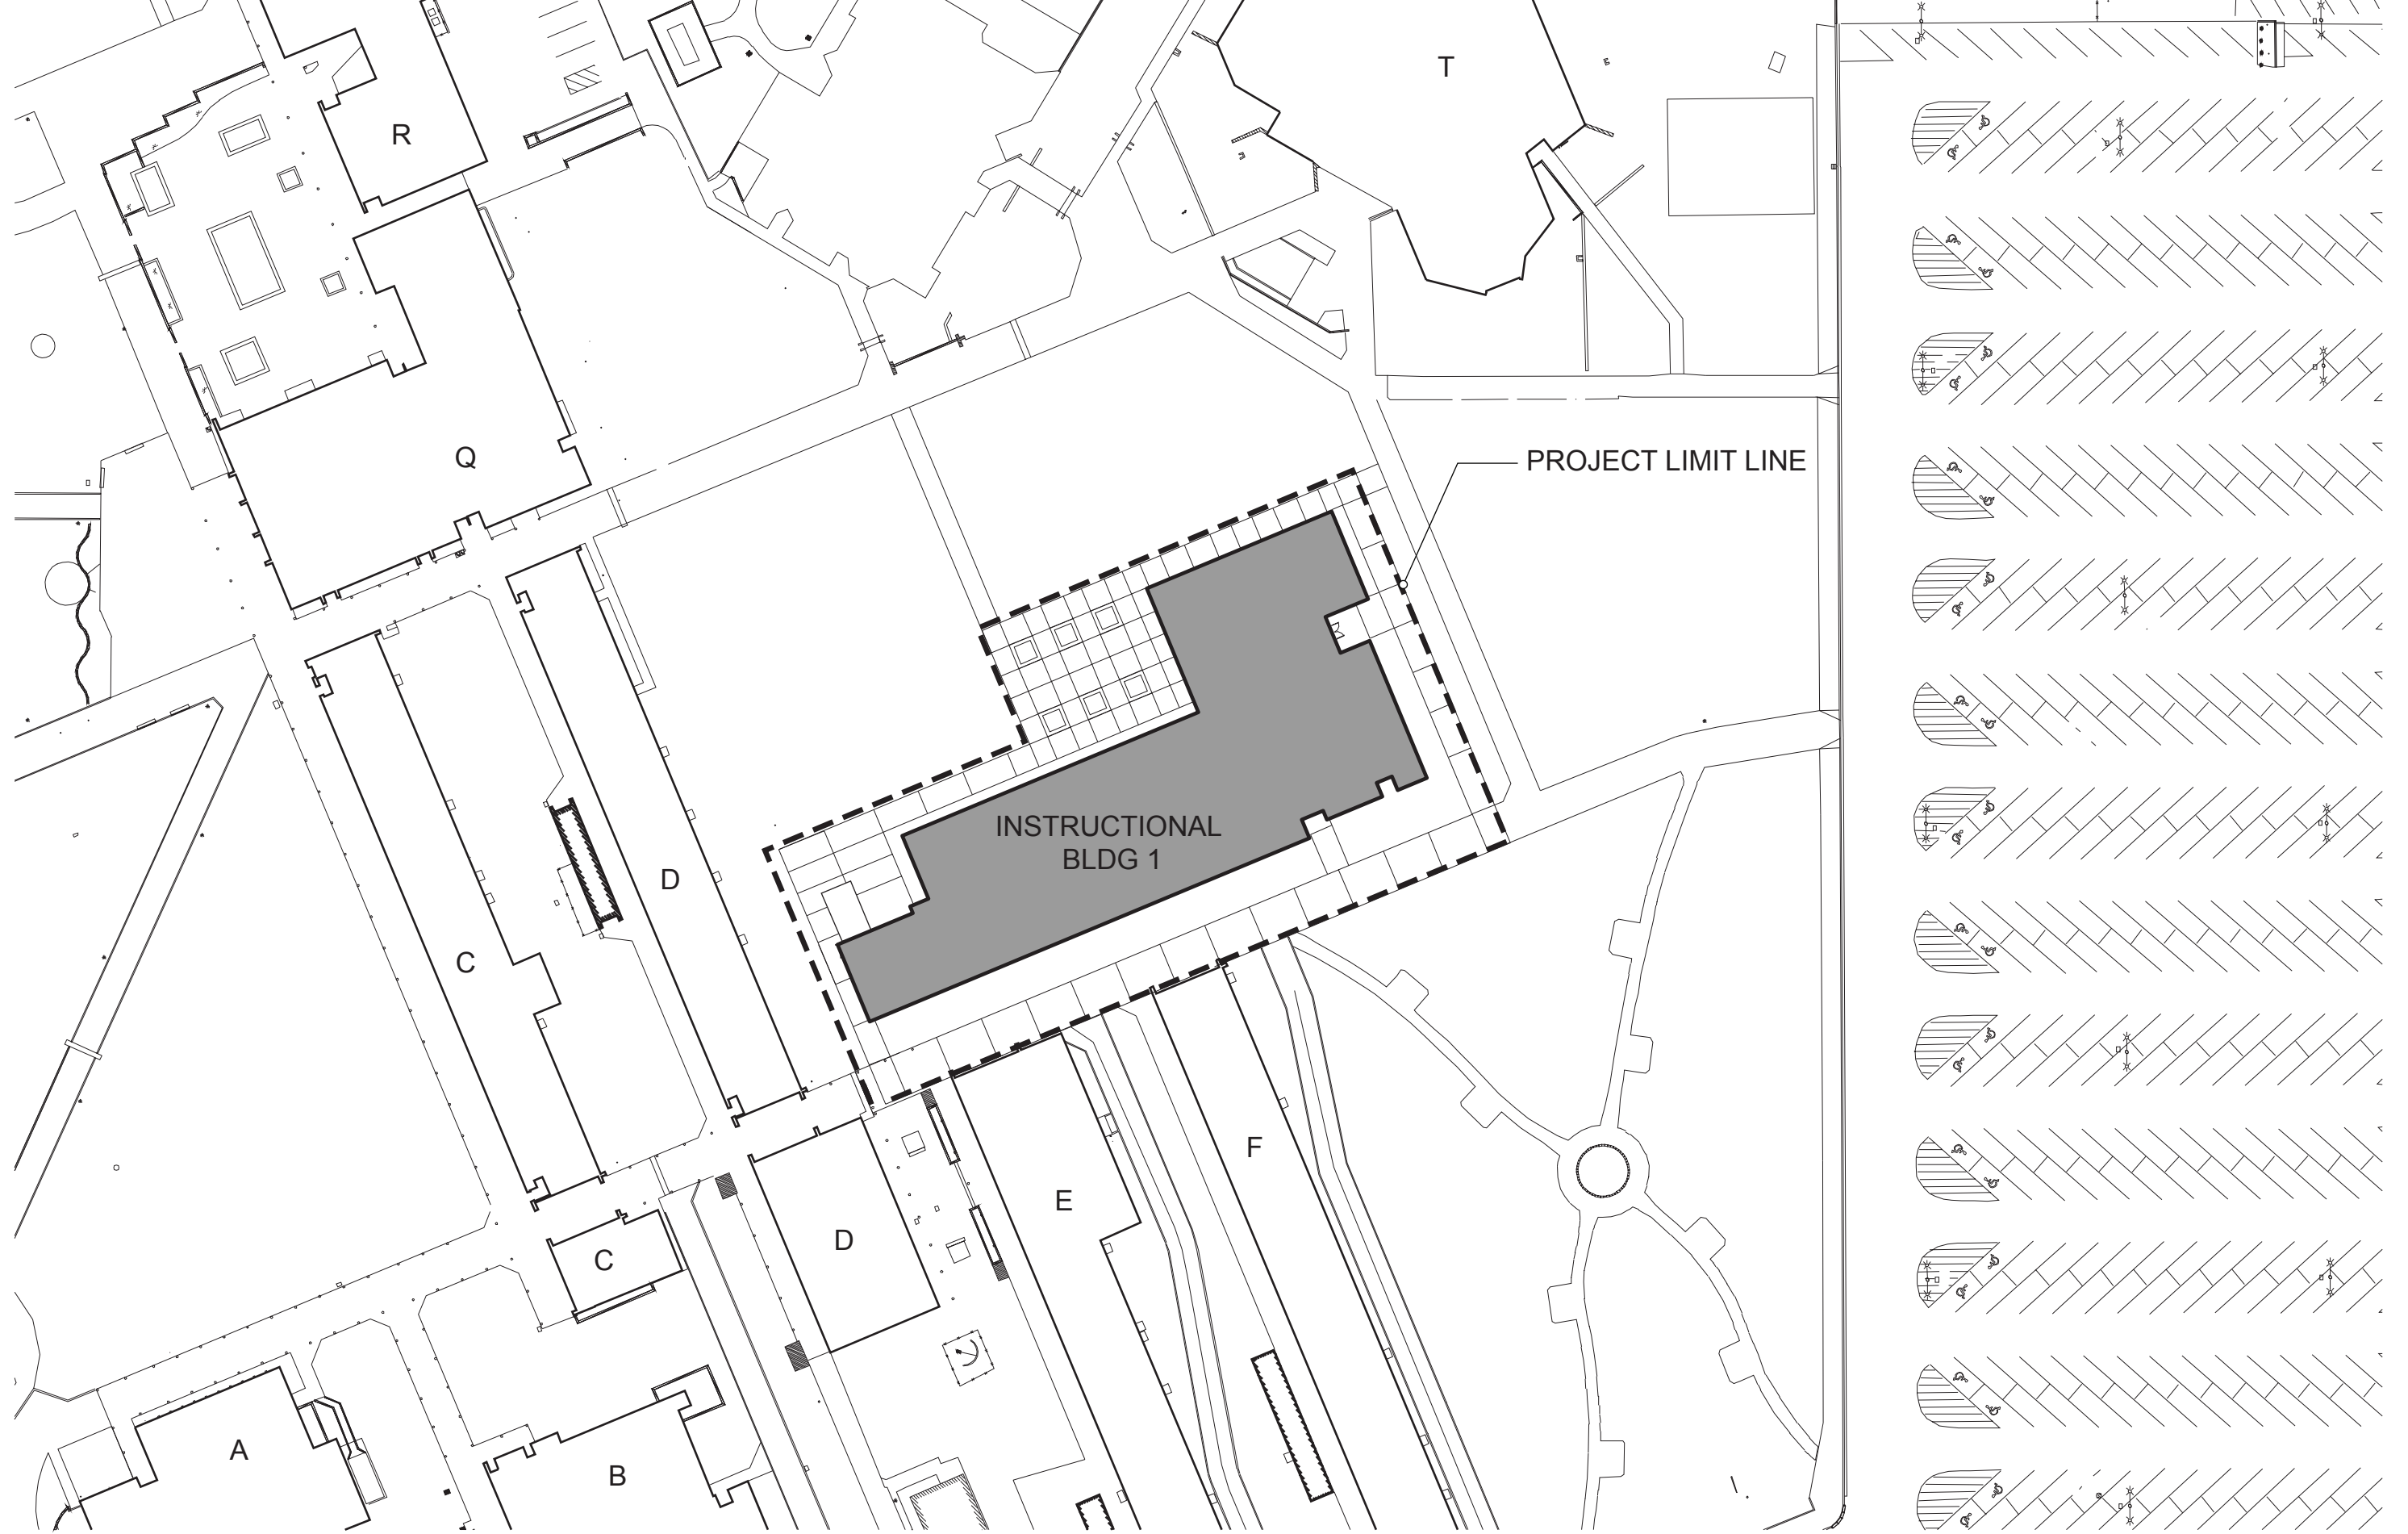 T
R
Q
PROJECT LIMIT LINE
INSTRUCTIONAL
BLDG 1
D
C
F
E
D
C
A
B